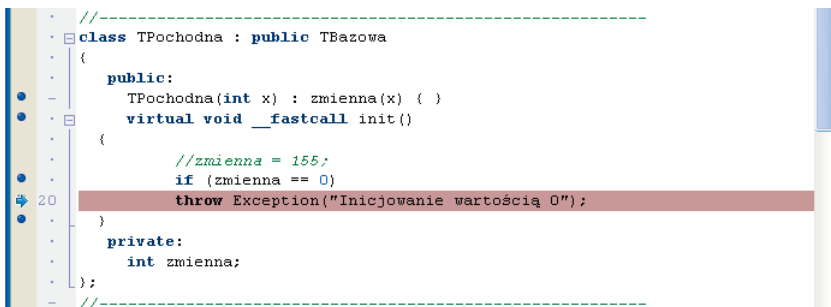 //-------------------------------------------------------
class TPochodna : public TBazowa
{
public:
TPochodna(int x) : zmienna(x) { }
virtual void __fastcall init()
{
//zmienna = 155;
if (zmienna == 0)
20 throw Exception("Inicjowanie wartością 0");
}
private:
int zmienna;
};
//-------------------------------------------------------